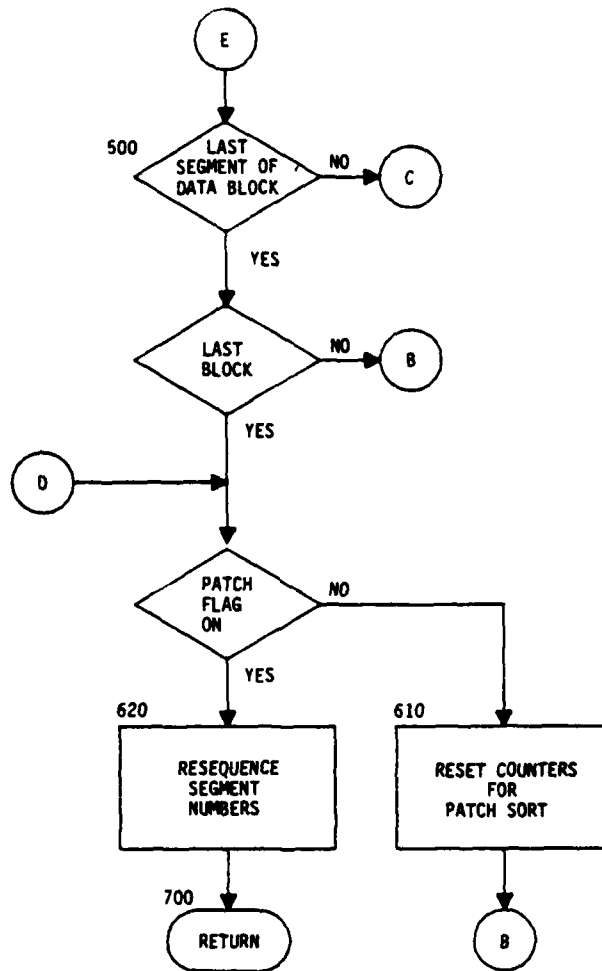 E
500
LAST
SEGMENT OF
DATA BLOCK
NO
C
YES
LAST
BLOCK
NO
B
YES
D
PATCH
FLAG
ON
NO
YES
620
610
RESEQUENCE
SEGMENT
NUMBERS
RESET COUNTERS
FOR
PATCH SORT
700
RETURN
B